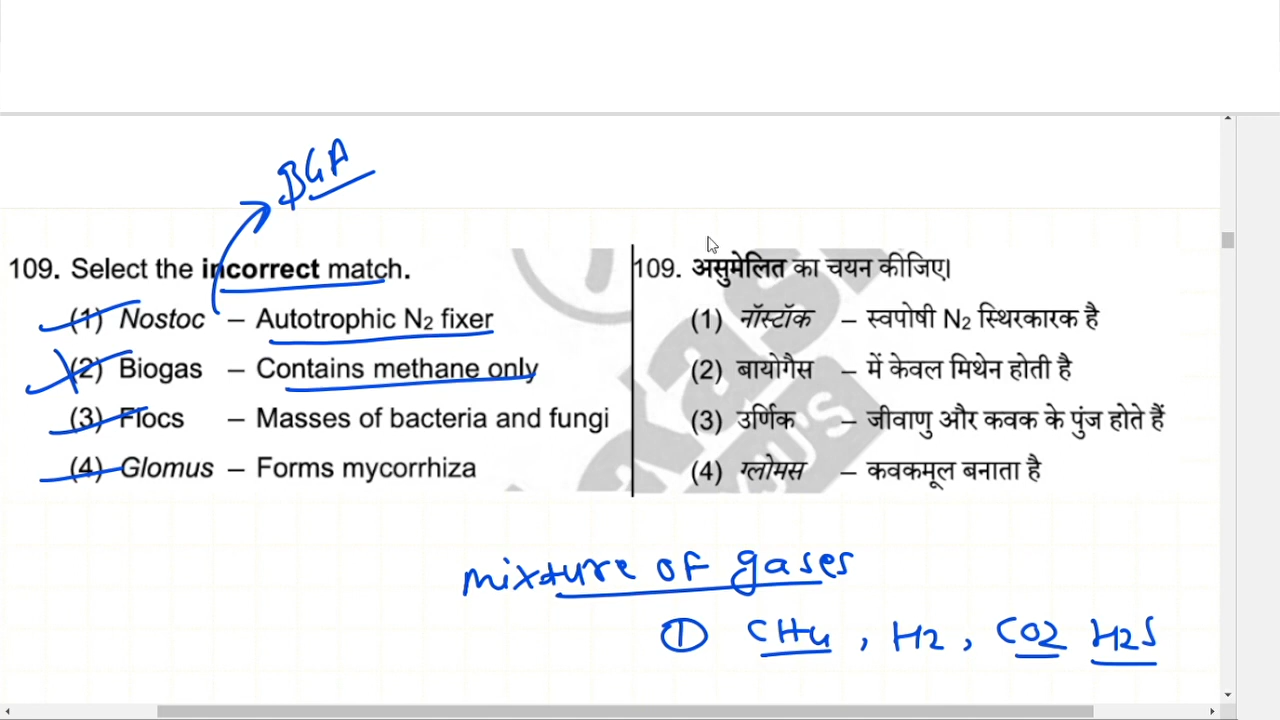 BGA
109. Select the incorrect match.
(1) Nostoc – Autotrophic N2 fixer
(2) Biogas – Contains methane only
(3) Flocs – Masses of bacteria and fungi
(4) Glomus – Forms mycorrhiza
109. असुमेलित का चयन कीजिए।
(1) नॉस्टॉक – स्वपोषी N2 स्थिरकारक है
(2) बायोगैस – में केवल मिथेन होती है
(3) उर्णिक – जीवाणु और कवक के पुंज होते हैं
(4) ग्लोमस – कवकमूल बनाता है
mixture of gases
① CH4, H2, CO2 H2S